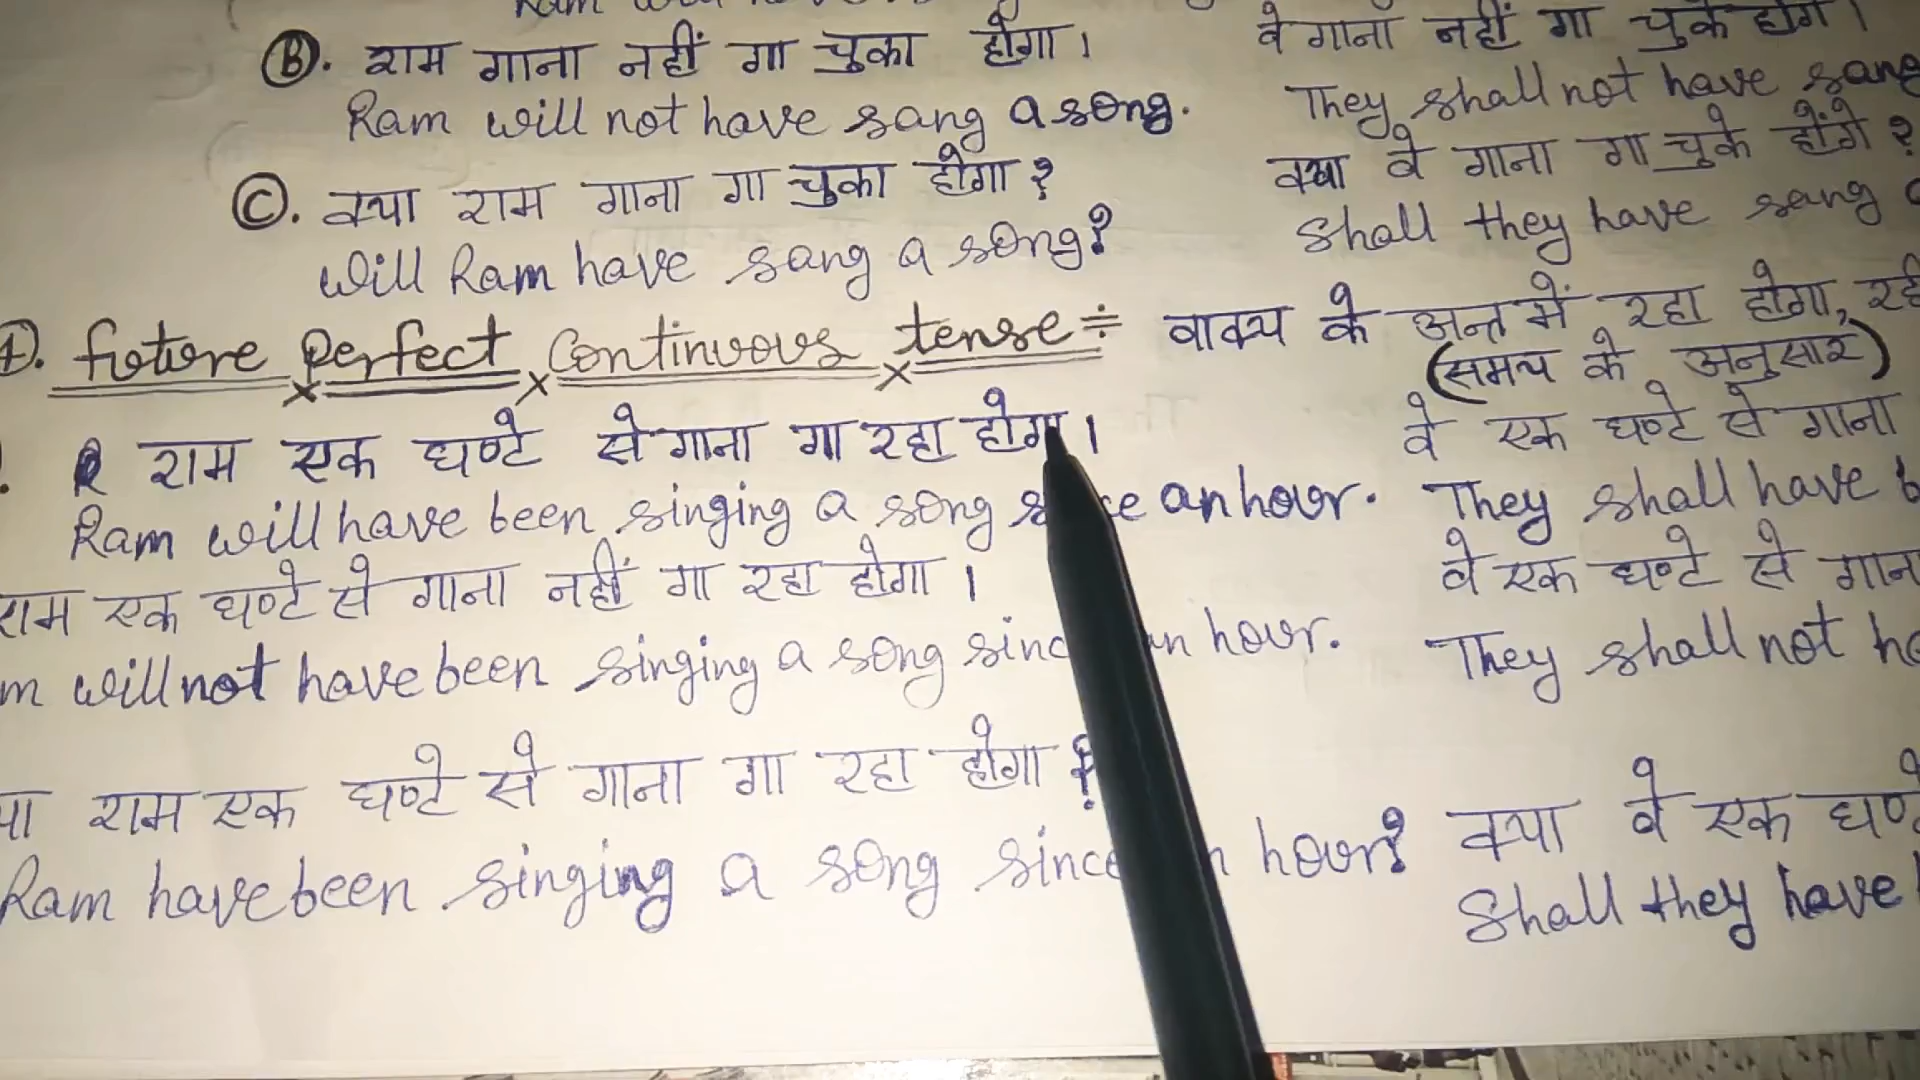 Ⓑ. राम गाना नहीं गा चुका होगा। वे गाना नहीं गा चुके होंगे।
Ram will not have sang a song. They shall not have sang
Ⓒ. क्या राम गाना गा चुका होगा? क्या वे गाना गा चुके होंगे?
Will Ram have sang a song? Shall they have sang
future perfect continuous tense ÷ वाक्य के अन्त में रहा होगा,
(समय के अनुसार)
राम एक घण्टे से गाना गा रहा होगा। वे एक घण्टे से गाना
Ram will have been singing a song an hour. They shall have
राम एक घण्टे से गाना नहीं गा रहा होगा। वे एक घण्टे से गाना
will not have been singing a song hour. They shall not
राम एक घण्टे से गाना गा रहा होगा? क्या वे एक
Ram have been singing a song since hour? Shall they have